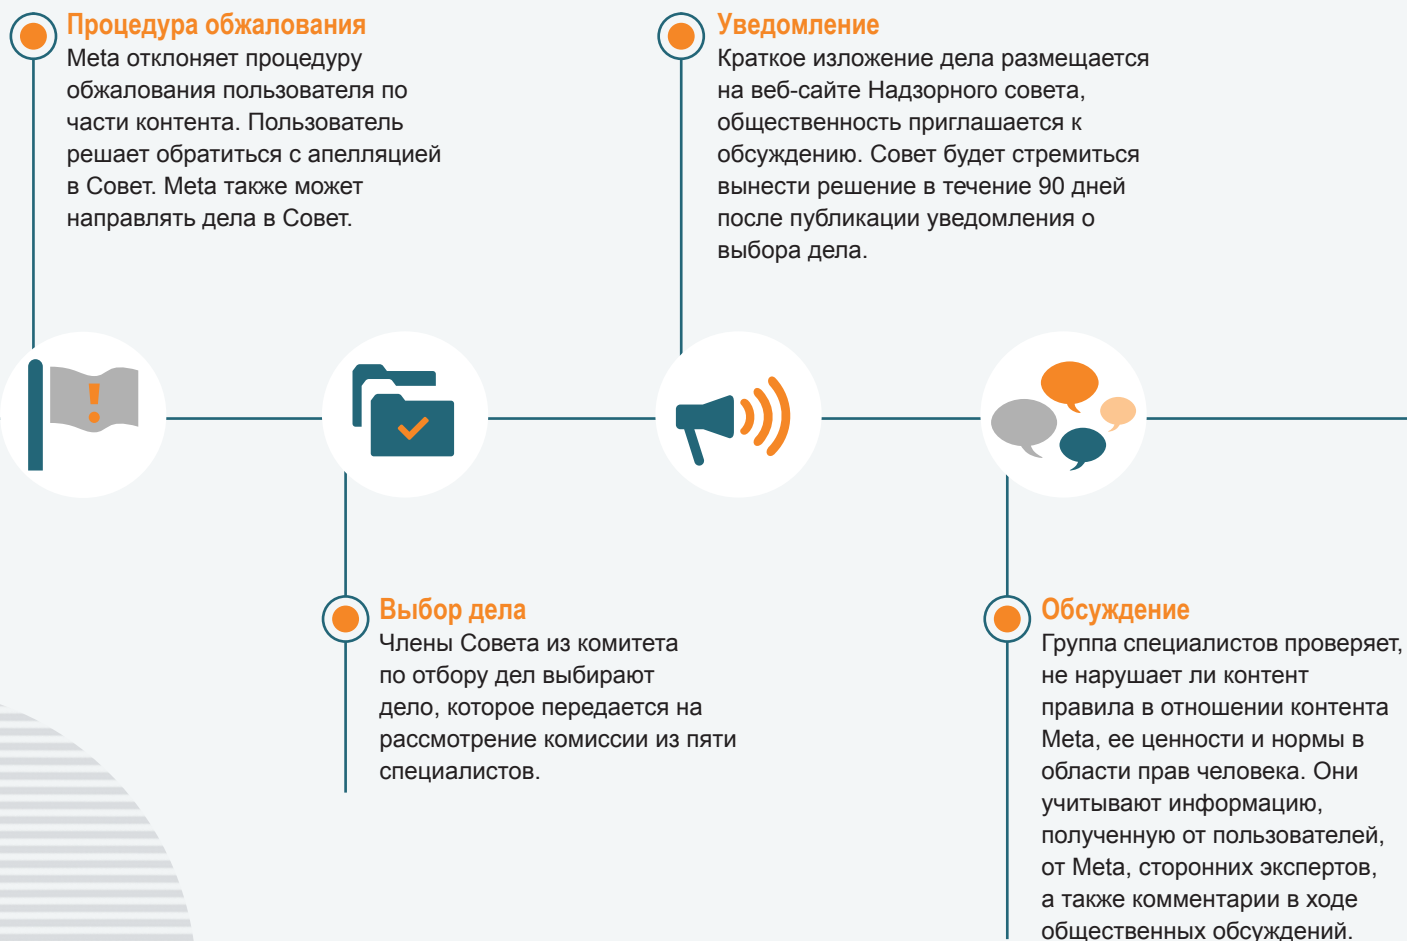 Процедура обжалования
Meta отклоняет процедуру
обжалования пользователя по
части контента. Пользователь
решает обратиться с апелляцией
в Совет. Meta также может
направлять дела в Совет.
Уведомление
Краткое изложение дела размещается
на веб-сайте Надзорного совета,
общественность приглашается к
обсуждению. Совет будет стремиться
вынести решение в течение 90 дней
после публикации уведомления о
выбора дела.
Выбор дела
Члены Совета из комитета
по отбору дел выбирают
дело, которое передается на
рассмотрение комиссии из пяти
специалистов.
Обсуждение
Группа специалистов проверяет,
не нарушает ли контент
правила в отношении контента
Meta, ее ценности и нормы в
области прав человека. Они
учитывают информацию,
полученную от пользователей,
от Meta, сторонних экспертов,
а также комментарии в ходе
общественных обсуждений.